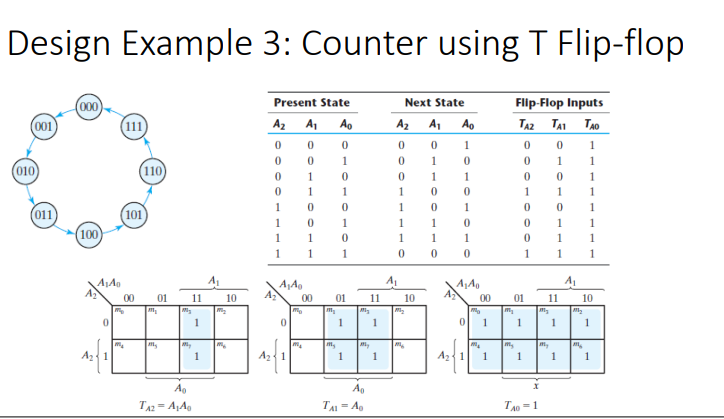 Design Example 3: Counter using T Flip-flop
000
001
111
010
110
011
101
100
Present State Next State Flip-Flop Inputs
A₂ A₁ A₀ A₂ A₁ A₀ T_A2 T_A1 T_A0
0 0 0 0 0 1 0 0 1
0 0 1 0 1 0 0 1 1
0 1 0 0 1 1 0 0 1
0 1 1 1 0 0 1 1 1
1 0 0 1 0 1 0 0 1
1 0 1 1 1 0 0 1 1
1 1 0 1 1 1 0 1 1
1 1 1 0 0 0 1 1 1
A₁A₀ A₁
A₂ 00 01 11 10
m₀ m₁ m₃ m₂
0 1
m₄ m₅ m₇ m₆
A₂ 1 1
A₀
T_A2 = A₁A₀
A₁A₀ A₁
A₂ 00 01 11 10
m₀ m₁ m₃ m₂
0 1 1
m₄ m₅ m₇ m₆
A₂ 1 1 1
A₀
T_A1 = A₀
A₁A₀ A₁
A₂ 00 01 11 10
m₀ m₁ m₃ m₂
0 1 1 1 1
m₄ m₅ m₇ m₆
A₂ 1 1 1 1 1
x
T_A0 = 1